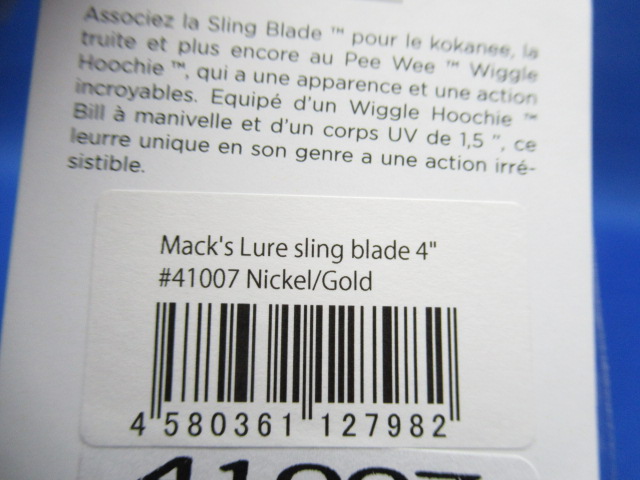 Associez la Sling Blade ™ pour le kokanee, la
truite et plus encore au Pee Wee ™ Wiggle
Hoochie ™, qui a une apparence et une action
incroyables. Equipé d'un Wiggle Hoochie ™
Bill à manivelle et d'un corps UV de 1,5 ", ce
leurre unique en son genre a une action irré-
sistible.
Mack's Lure sling blade 4"
#41007 Nickel/Gold
4 580361 127982
41007